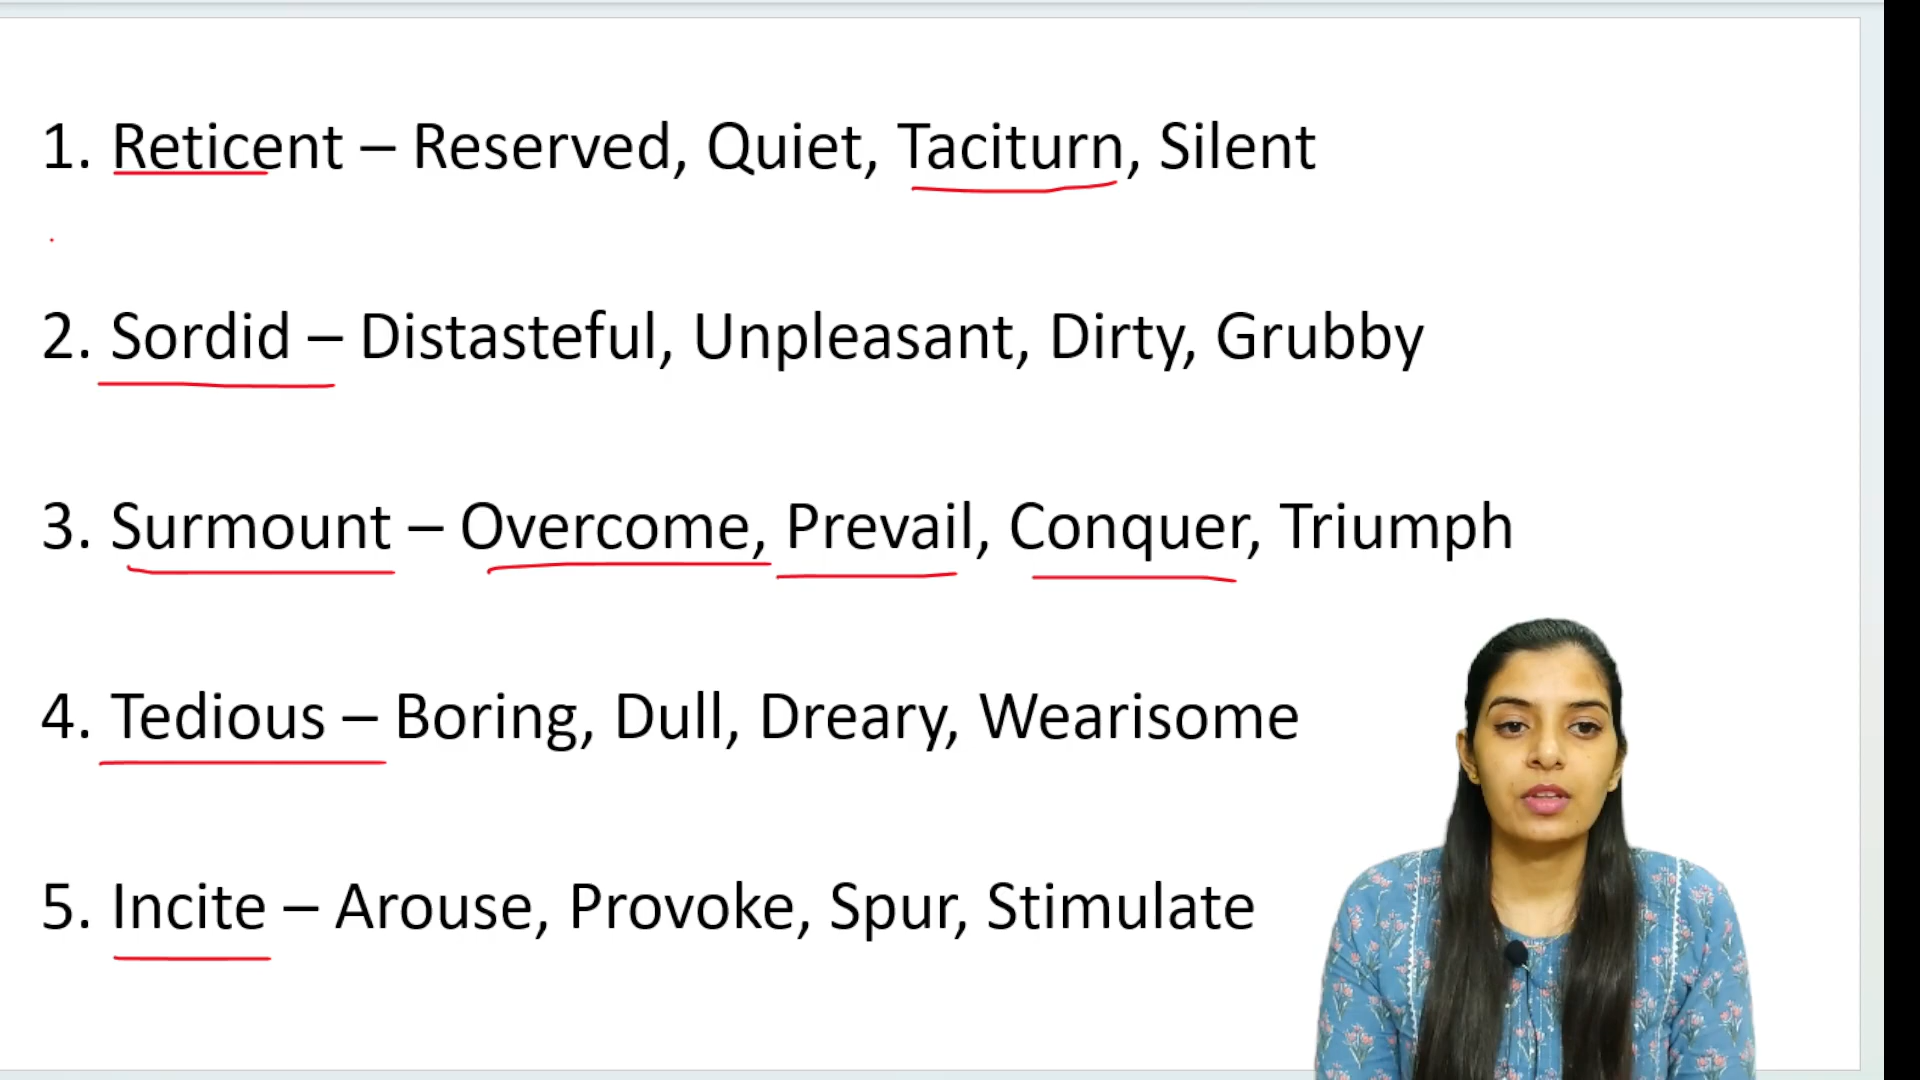 1. Reticent – Reserved, Quiet, Taciturn, Silent
2. Sordid – Distasteful, Unpleasant, Dirty, Grubby
3. Surmount – Overcome, Prevail, Conquer, Triumph
4. Tedious – Boring, Dull, Dreary, Wearisome
5. Incite – Arouse, Provoke, Spur, Stimulate